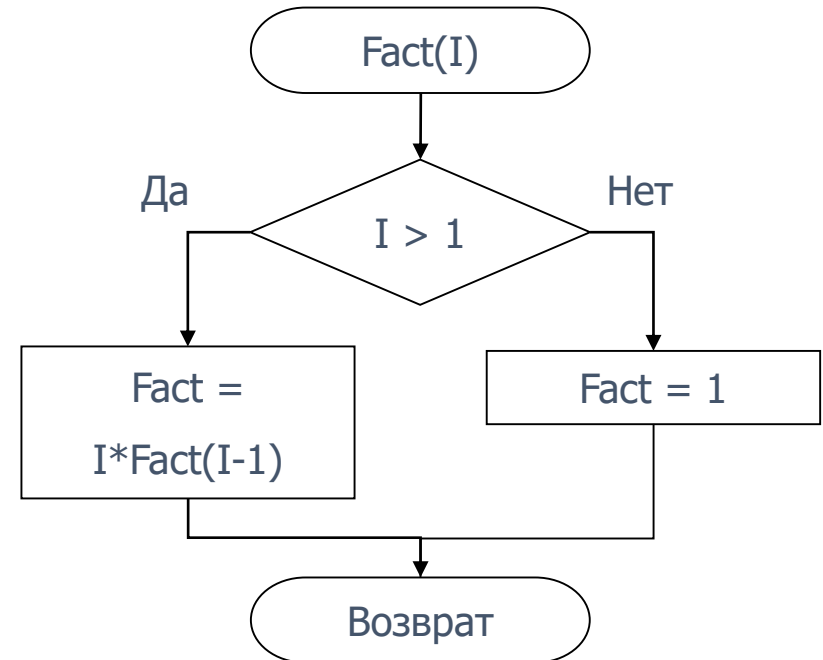 Fact(I)
Да
Нет
I > 1
Fact =
I*Fact(I-1)
Fact = 1
Возврат